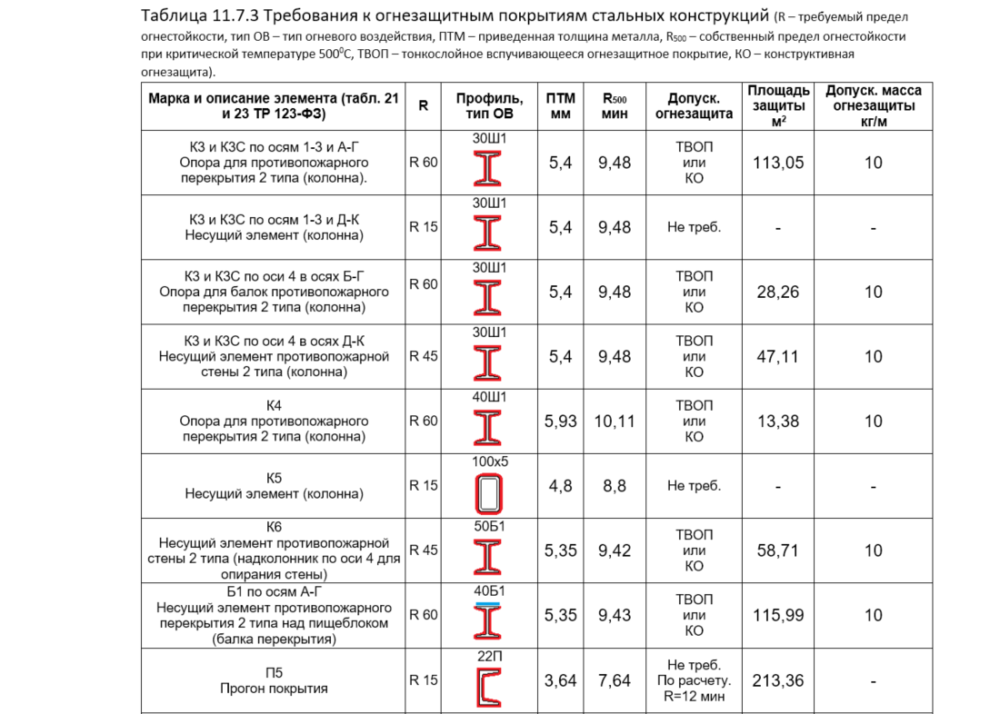 Таблица 11.7.3 Требования к огнезащитным покрытиям стальных конструкций (R – требуемый предел
огнестойкости, тип ОВ – тип огневого воздействия, ПТМ – приведенная толщина металла, R500 – собственный предел огнестойкости
при критической температуре 500⁰С, ТВОП – тонкослойное вспучивающееся огнезащитное покрытие, КО – конструктивная
огнезащита).
Марка и описание элемента (табл. 21
и 23 ТР 123-ФЗ)
R
Профиль,
тип ОВ
ПТМ
мм
R500
мин
Допуск.
огнезащита
Площадь
защиты
м²
Допуск. масса
огнезащиты
кг/м
К3 и К3С по осям 1-3 и А-Г
Опора для противопожарного
перекрытия 2 типа (колонна).
R 60
30Ш1
5,4
9,48
ТВОП
или
КО
113,05
10
К3 и К3С по осям 1-3 и Д-К
Несущий элемент (колонна)
R 15
30Ш1
5,4
9,48
Не треб.
-
-
К3 и К3С по оси 4 в осях Б-Г
Опора для балок противопожарного
перекрытия 2 типа (колонна)
R 60
30Ш1
5,4
9,48
ТВОП
или
КО
28,26
10
К3 и К3С по оси 4 в осях Д-К
Несущий элемент противопожарной
стены 2 типа (колонна)
R 45
30Ш1
5,4
9,48
ТВОП
или
КО
47,11
10
К4
Опора для противопожарного
перекрытия 2 типа (колонна)
R 60
40Ш1
5,93
10,11
ТВОП
или
КО
13,38
10
К5
Несущий элемент (колонна)
R 15
100х5
4,8
8,8
Не треб.
-
-
К6
Несущий элемент противопожарной
стены 2 типа (надколонник по оси 4 для
опирания стены)
R 45
50Б1
5,35
9,42
ТВОП
или
КО
58,71
10
Б1 по осям А-Г
Несущий элемент противопожарного
перекрытия 2 типа над пищеблоком
(балка перекрытия)
R 60
40Б1
5,35
9,43
ТВОП
или
КО
115,99
10
П5
Прогон покрытия
R 15
22П
3,64
7,64
Не треб.
По расчету.
R=12 мин
213,36
-